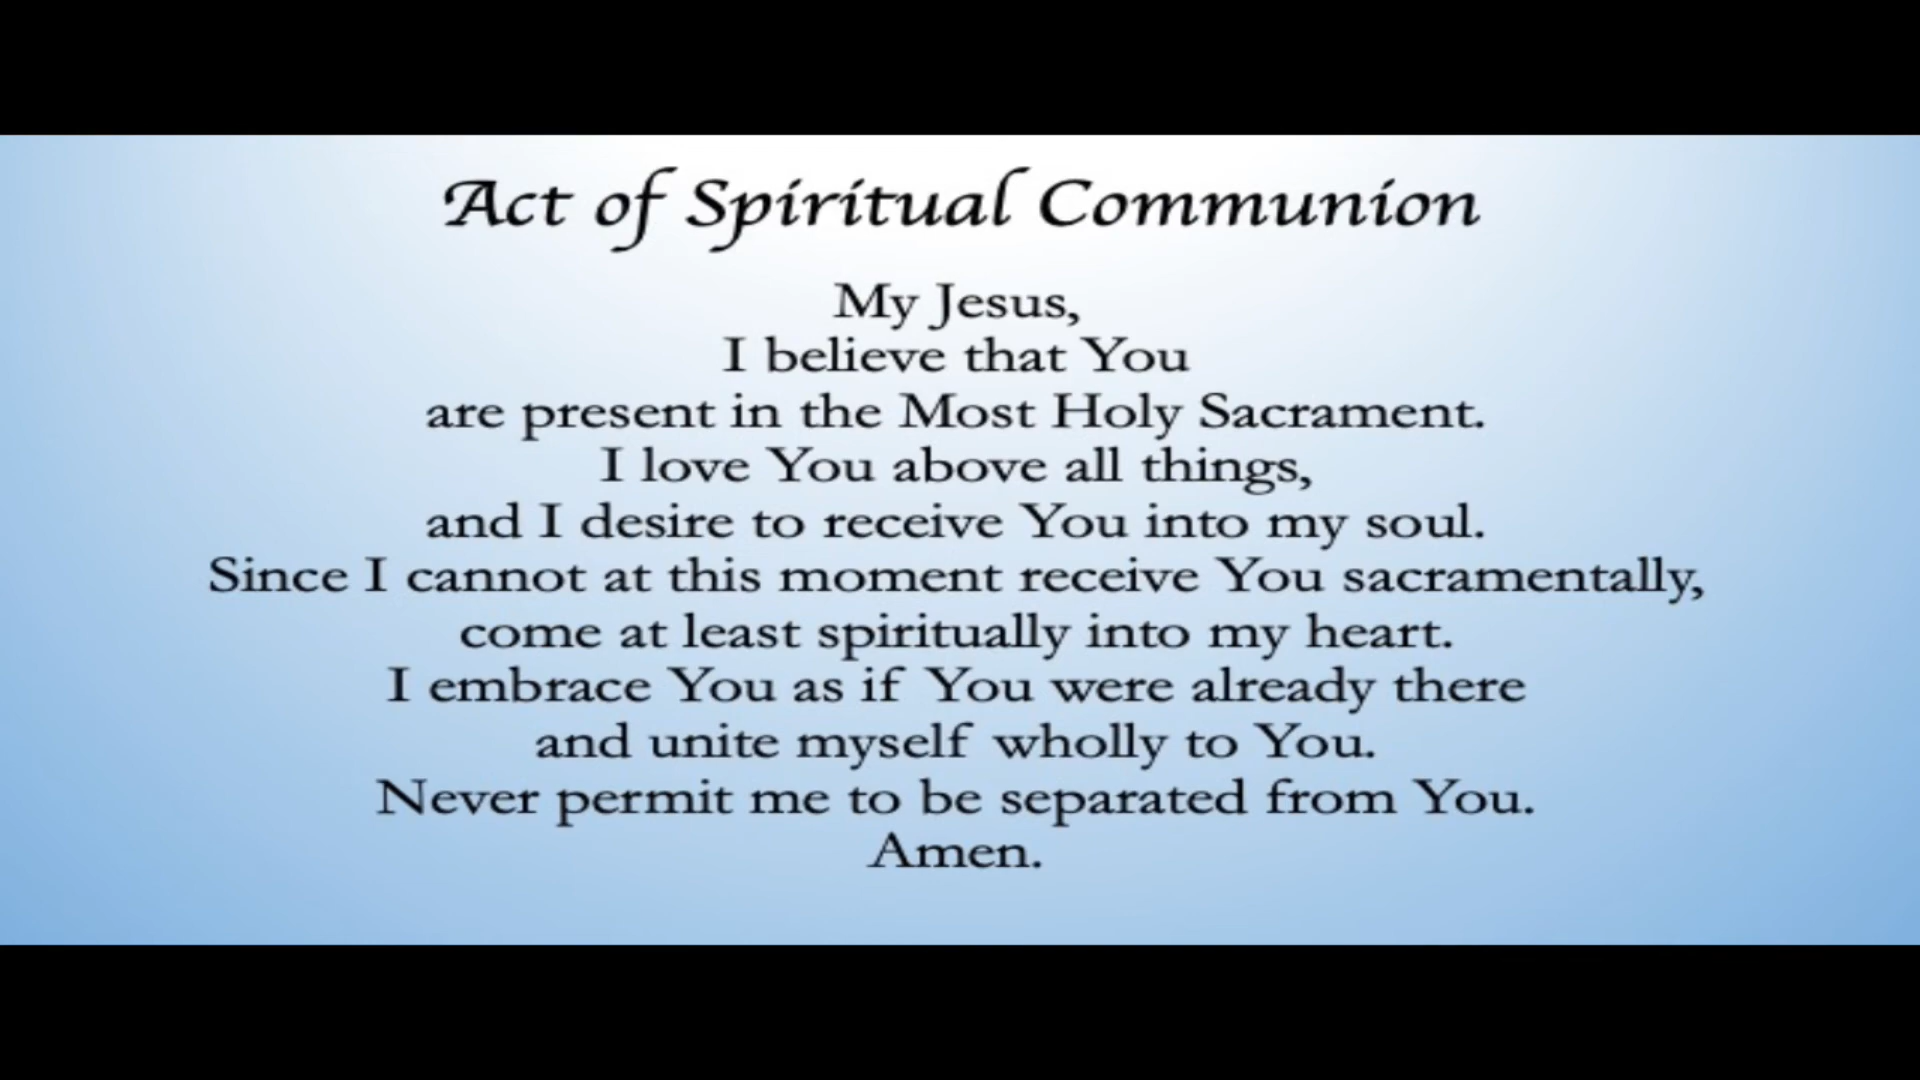 Act of Spiritual Communion
My Jesus,
I believe that You
are present in the Most Holy Sacrament.
I love You above all things,
and I desire to receive You into my soul.
Since I cannot at this moment receive You sacramentally,
come at least spiritually into my heart.
I embrace You as if You were already there
and unite myself wholly to You.
Never permit me to be separated from You.
Amen.